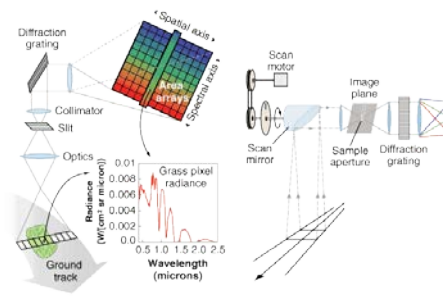 Diffraction
grating
Spatial axis
Spectral axis
Area
arrays
Collimator
Slit
Optics
Ground
track
Radiance
(W/[cm² sr micron])
0.01
0.008
0.006
0.004
0.002
0.0
Grass pixel
radiance
0.5 1.0 1.5 2.0 2.5
Wavelength
(microns)
Scan
motor
Scan
mirror
Image
plane
Sample
aperture
Optics
Diffraction
grating